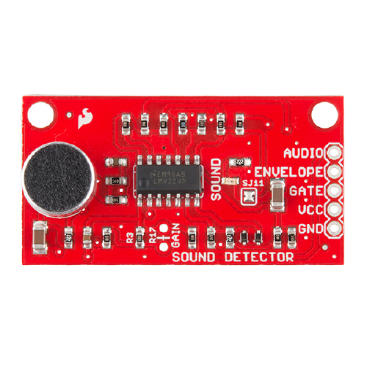 AUDIO
ENVELOPE
GATE
VCC
GND
SOUND
SJ1
R3
R17
GAIN
SOUND DETECTOR